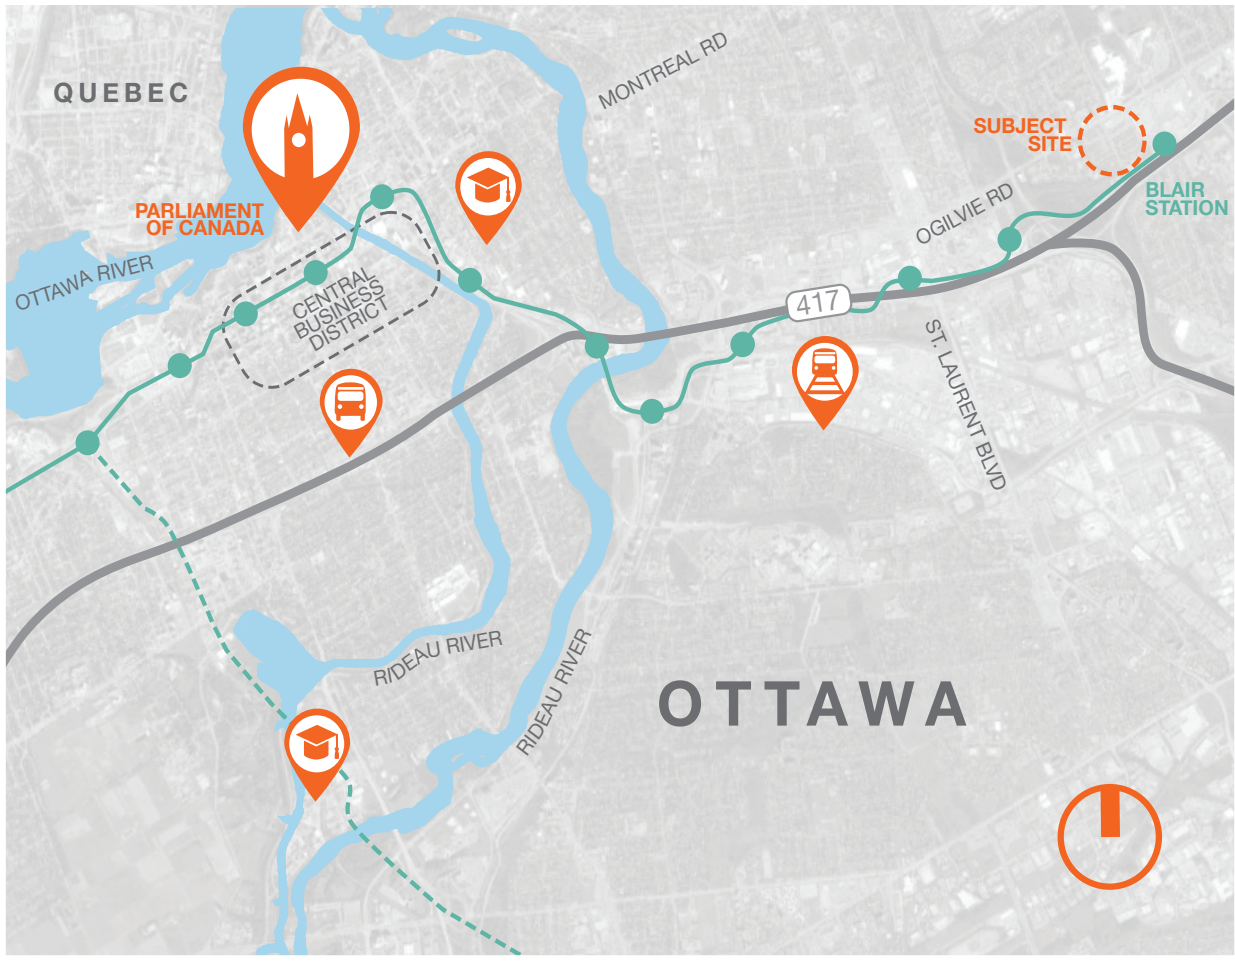 MONTREAL RD
QUEBEC
SUBJECT
SITE
BLAIR
STATION
PARLIAMENT
OF CANADA
OGILVIE RD
OTTAWA RIVER
CENTRAL
BUSINESS
DISTRICT
417
ST. LAURENT BLVD
RIDEAU RIVER
RIDEAU RIVER
OTTAWA